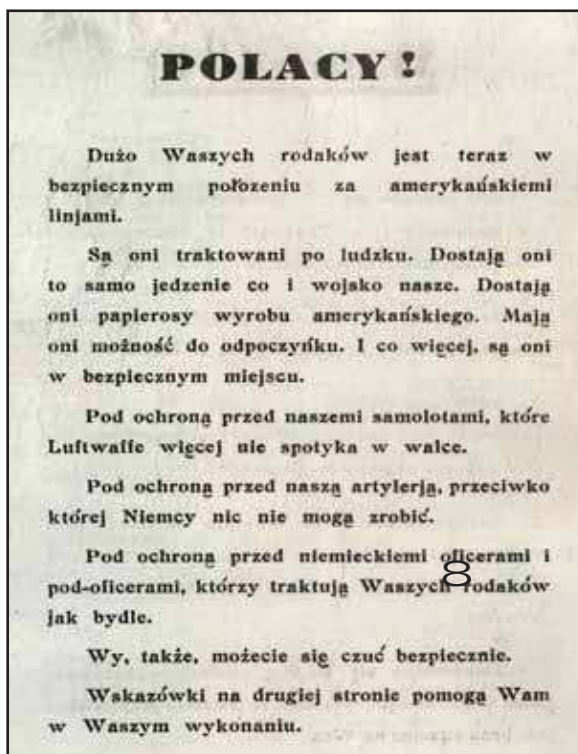 POLACY !
Dużo Waszych rodaków jest teraz w
bezpiecznym położeniu za amerykańskiemi
linjami.
Są oni traktowani po ludzku. Dostają oni
to samo jedzenie co i wojsko nasze. Dostają
oni papierosy wyrobu amerykańskiego. Mają
oni możność do odpoczyńku. I co więcej, są oni
w bezpiecznym miejscu.
Pod ochroną przed naszemi samolotami, które
Luftwaffe więcej nie spotyka w walce.
Pod ochroną przed naszą artylerją, przeciwko
której Niemcy nic nie mogą zrobić.
Pod ochroną przed niemieckiemi oficerami i
pod-oficerami, którzy traktują Waszych rodaków
jak bydle.
Wy, także, możecie się czuć bezpiecznie.
Wskazówki na drugiej stronie pomogą Wam
w Waszym wykonaniu.